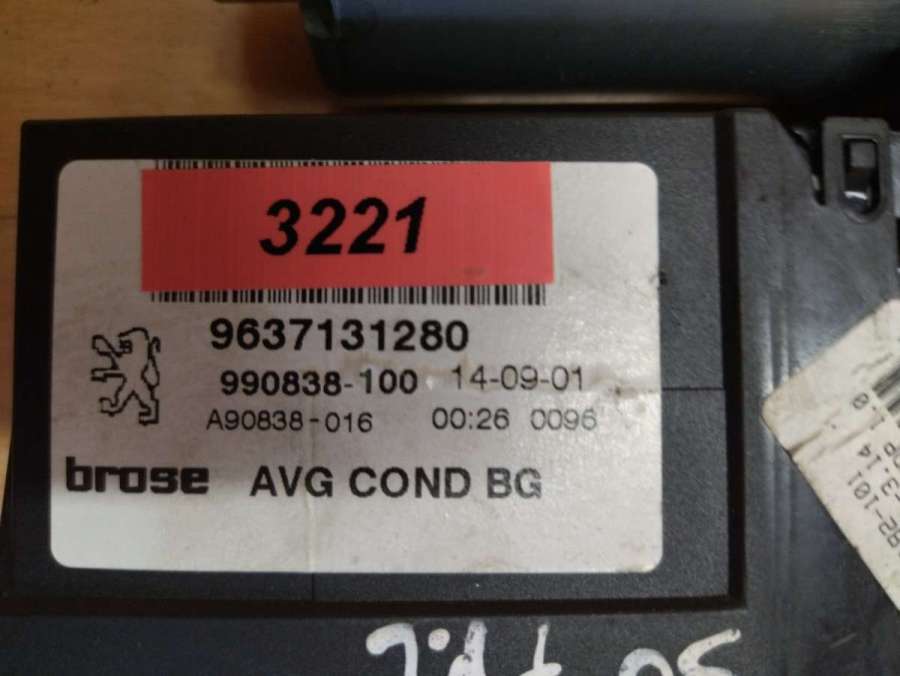 3221
9637131280
990838-100 14-09-01
A90838-016 00:26 0096
brose AVG COND BG